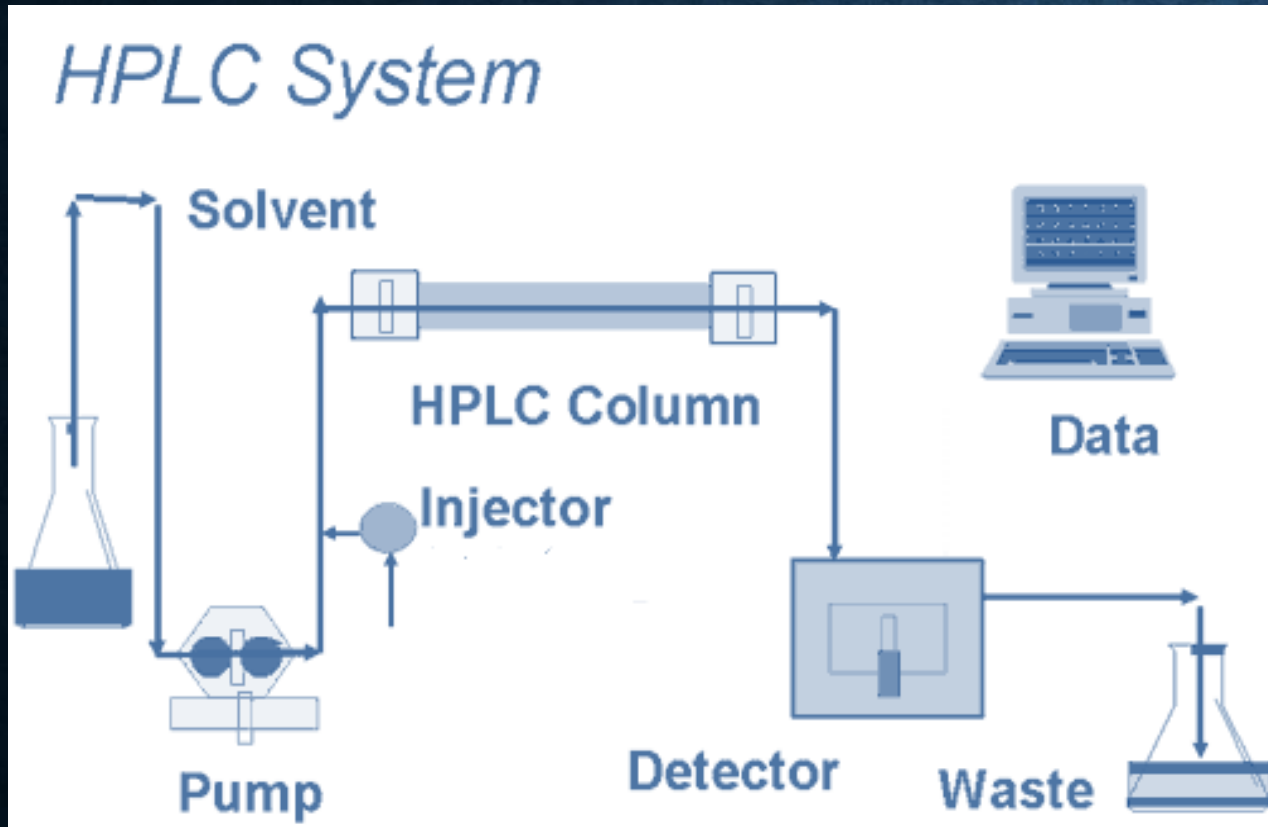 HPLC System
Solvent
HPLC Column
Data
Injector
Detector
Waste
Pump